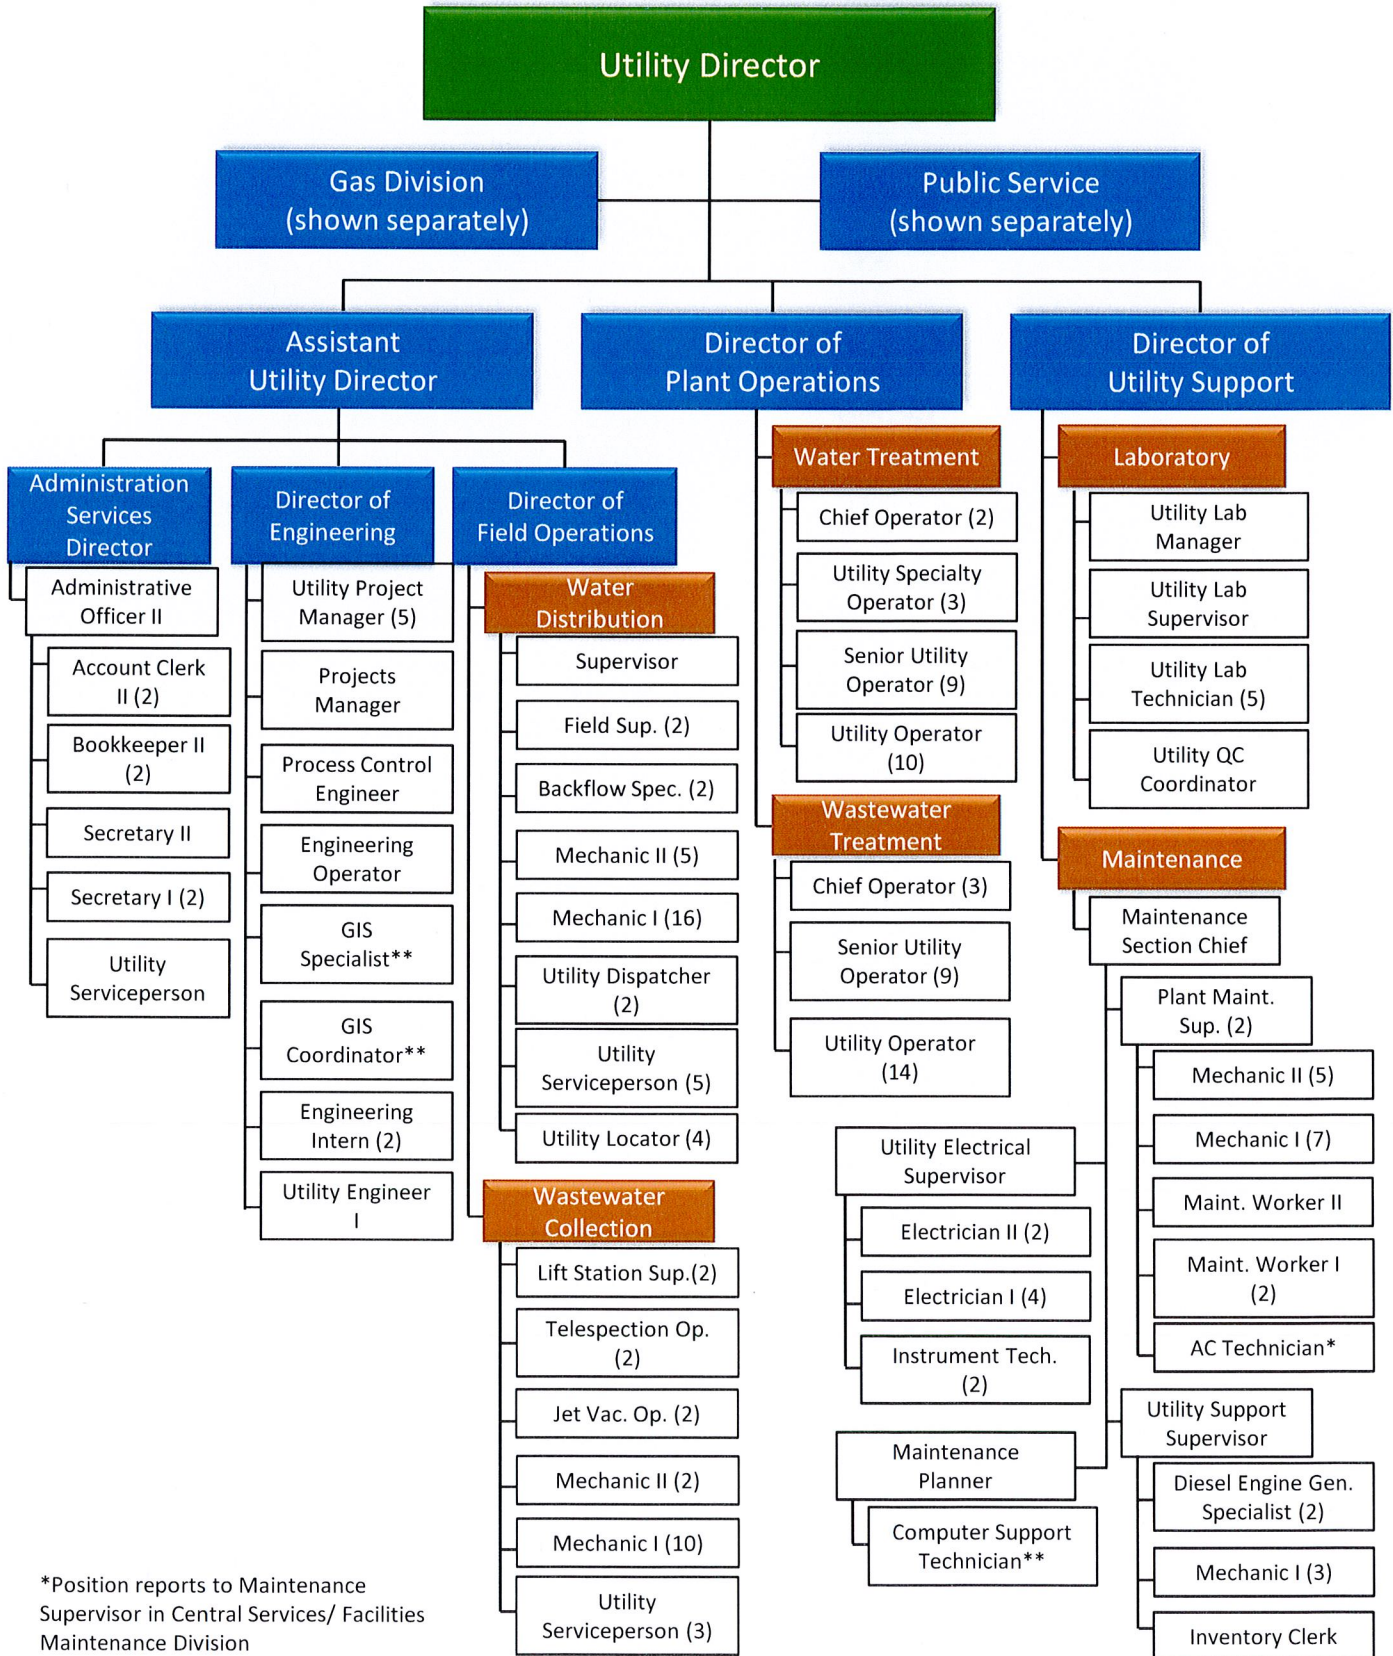 Utility Director
Gas Division
(shown separately)
Public Service
(shown separately)
Assistant
Utility Director
Director of
Plant Operations
Director of
Utility Support
Administration
Services
Director
Administrative
Officer II
Account Clerk
II (2)
Bookkeeper II
(2)
Secretary II
Secretary I (2)
Utility
Serviceperson
Director of
Engineering
Utility Project
Manager (5)
Projects
Manager
Process Control
Engineer
Engineering
Operator
GIS
Specialist**
GIS
Coordinator**
Engineering
Intern (2)
Utility Engineer
I
Director of
Field Operations
Water
Distribution
Supervisor
Field Sup. (2)
Backflow Spec. (2)
Mechanic II (5)
Mechanic I (16)
Utility Dispatcher
(2)
Utility
Serviceperson (5)
Utility Locator (4)
Wastewater
Collection
Lift Station Sup.(2)
Telespection Op.
(2)
Jet Vac. Op. (2)
Mechanic II (2)
Mechanic I (10)
Utility
Serviceperson (3)
Water Treatment
Chief Operator (2)
Utility Specialty
Operator (3)
Senior Utility
Operator (9)
Utility Operator
(10)
Wastewater
Treatment
Chief Operator (3)
Senior Utility
Operator (9)
Utility Operator
(14)
Laboratory
Utility Lab
Manager
Utility Lab
Supervisor
Utility Lab
Technician (5)
Utility QC
Coordinator
Maintenance
Maintenance
Section Chief
Plant Maint.
Sup. (2)
Mechanic II (5)
Mechanic I (7)
Maint. Worker II
Maint. Worker I
(2)
AC Technician*
Utility Electrical
Supervisor
Electrician II (2)
Electrician I (4)
Instrument Tech.
(2)
Maintenance
Planner
Computer Support
Technician**
Utility Support
Supervisor
Diesel Engine Gen.
Specialist (2)
Mechanic I (3)
Inventory Clerk
*Position reports to Maintenance
Supervisor in Central Services/ Facilities
Maintenance Division